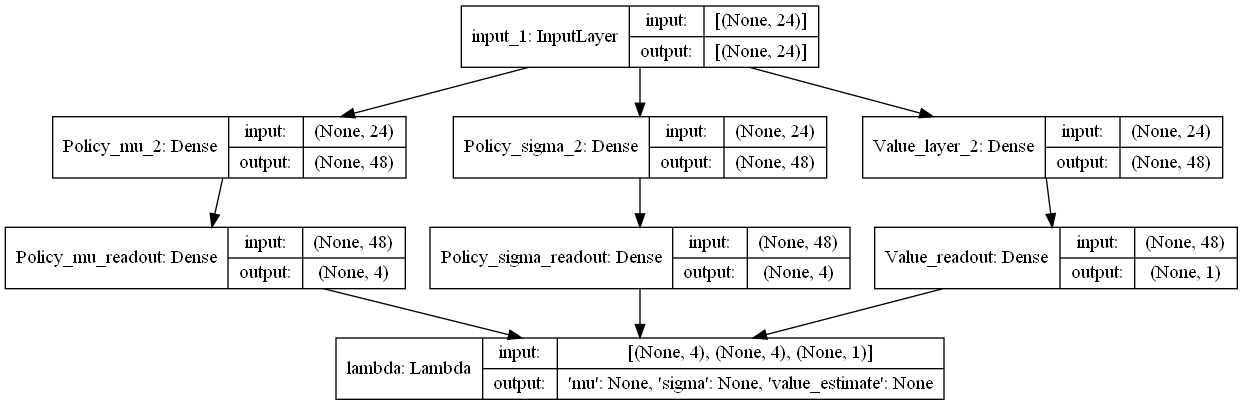 input_1: InputLayer
input:
[(None, 24)]
output:
[(None, 24)]
Policy_mu_2: Dense
input:
(None, 24)
output:
(None, 48)
Policy_sigma_2: Dense
input:
(None, 24)
output:
(None, 48)
Value_layer_2: Dense
input:
(None, 24)
output:
(None, 48)
Policy_mu_readout: Dense
input:
(None, 48)
output:
(None, 4)
Policy_sigma_readout: Dense
input:
(None, 48)
output:
(None, 4)
Value_readout: Dense
input:
(None, 48)
output:
(None, 1)
lambda: Lambda
input:
[(None, 4), (None, 4), (None, 1)]
output:
'mu': None, 'sigma': None, 'value_estimate': None